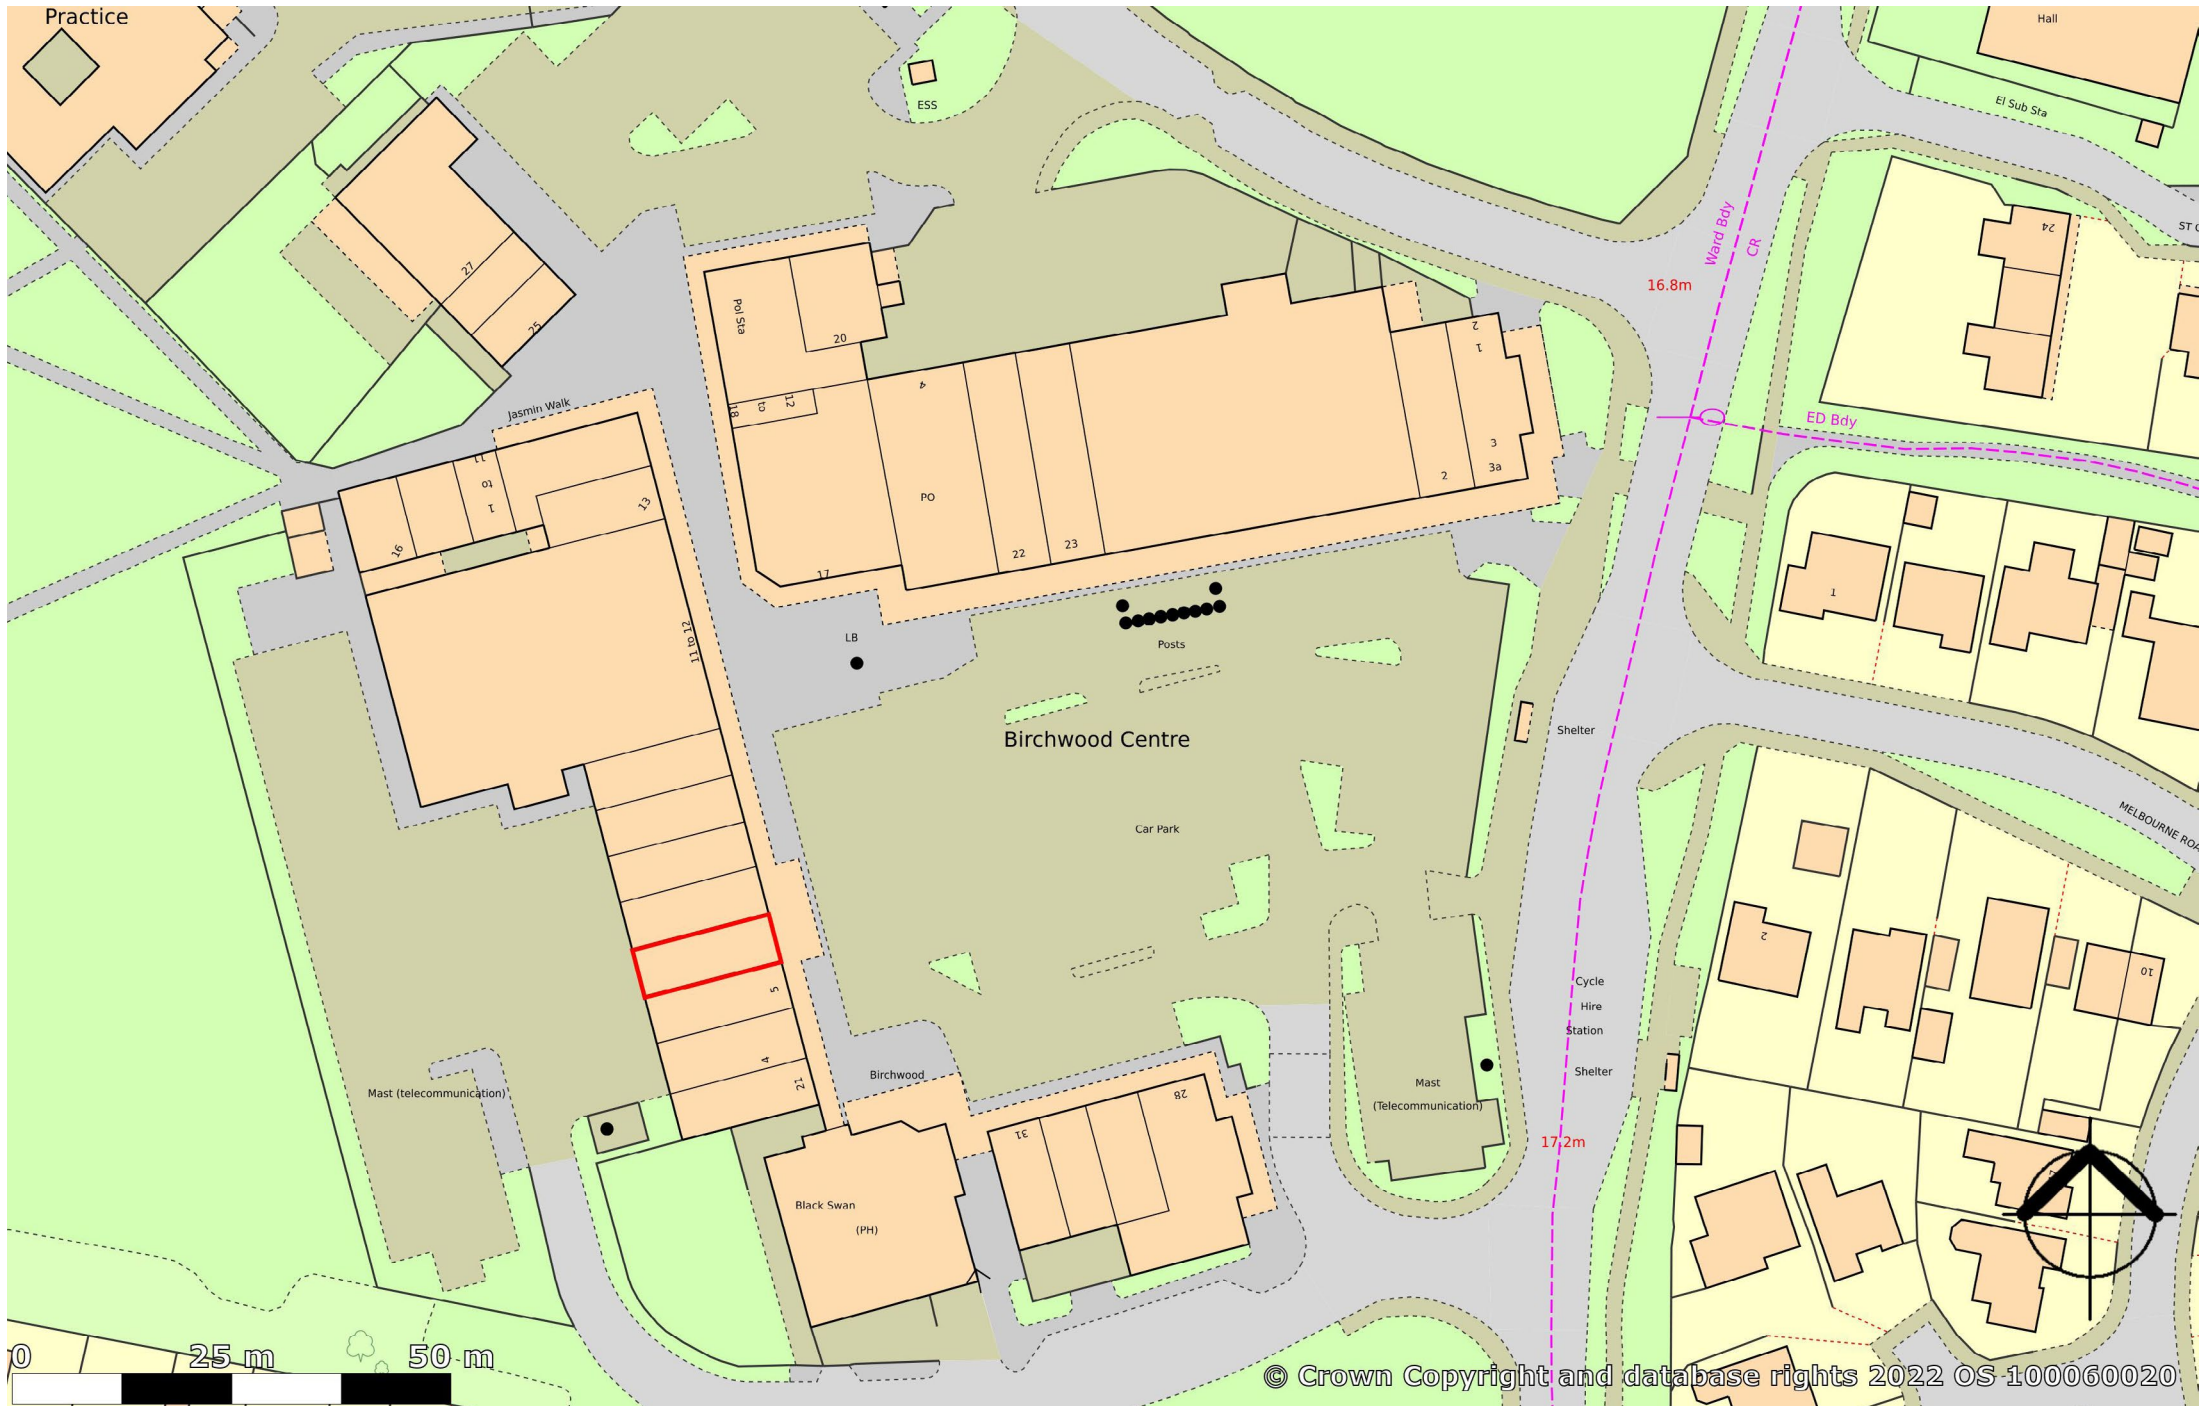 Practice
Hall
ESS
El Sub Sta
Ward Bdy
CR
24
ST
27
25
Pol Sta
20
16.8m
2
1
4
18
to
12
Jasmin Walk
ED Bdy
3
3a
2
11
to
1
13
16
PO
22
23
17
1
LB
11 to 12
Posts
Birchwood Centre
Shelter
Car Park
MELBOURNE ROA
2
10
5
Cycle
Hire
Station
4
21
Birchwood
Shelter
Mast (telecommunication)
Mast
(Telecommunication)
28
31
17.2m
Black Swan
(PH)
0 25 m 50 m
© Crown Copyright and database rights 2022 OS 100060020